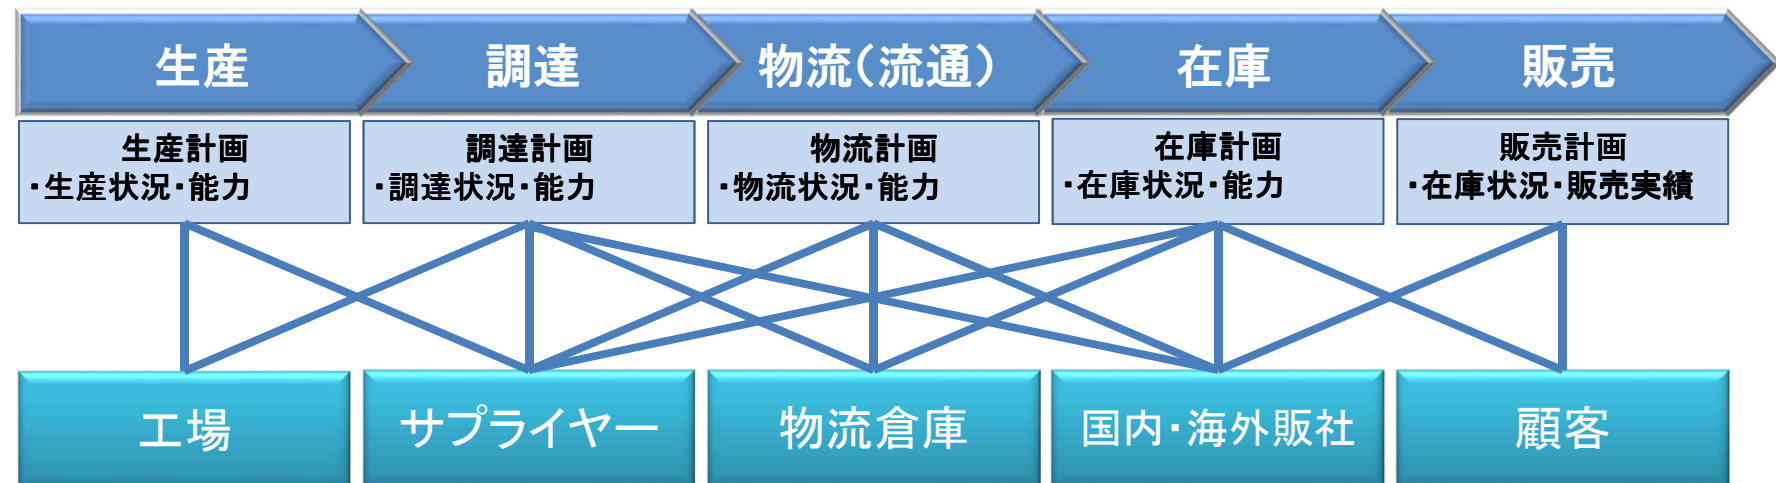 生産
調達
物流(流通)
在庫
販売
生産計画
・生産状況・能力
調達計画
・調達状況・能力
物流計画
・物流状況・能力
在庫計画
・在庫状況・能力
販売計画
・在庫状況・販売実績
工場
サプライヤー
物流倉庫
国内・海外販社
顧客